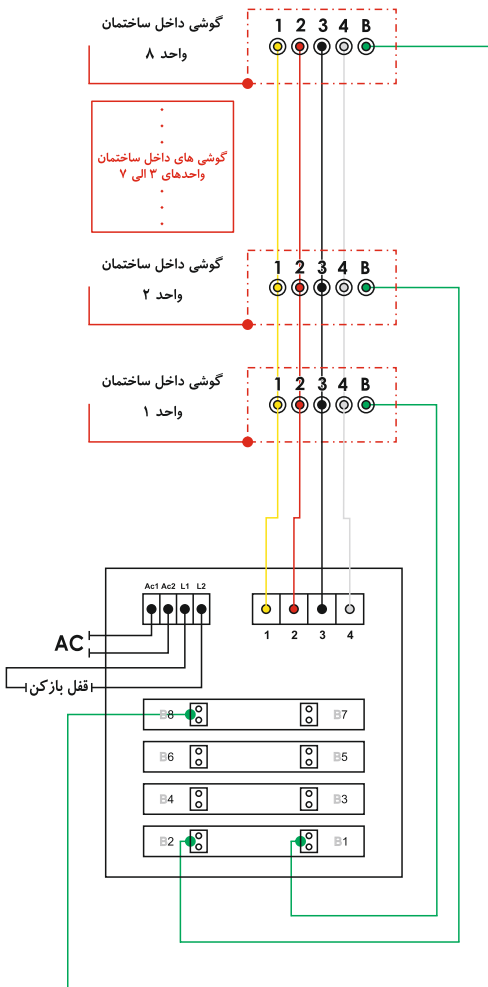 گوشی داخل ساختمان
واحد ۸
1 2 3 4 B
گوشی های داخل ساختمان
واحدهای ۳ الی ۷
گوشی داخل ساختمان
واحد ۲
1 2 3 4 B
گوشی داخل ساختمان
واحد ۱
1 2 3 4 B
Ac1 Ac2 L1 L2
1 2 3 4
AC
قفل بازکن
B8 B7
B6 B5
B4 B3
B2 B1